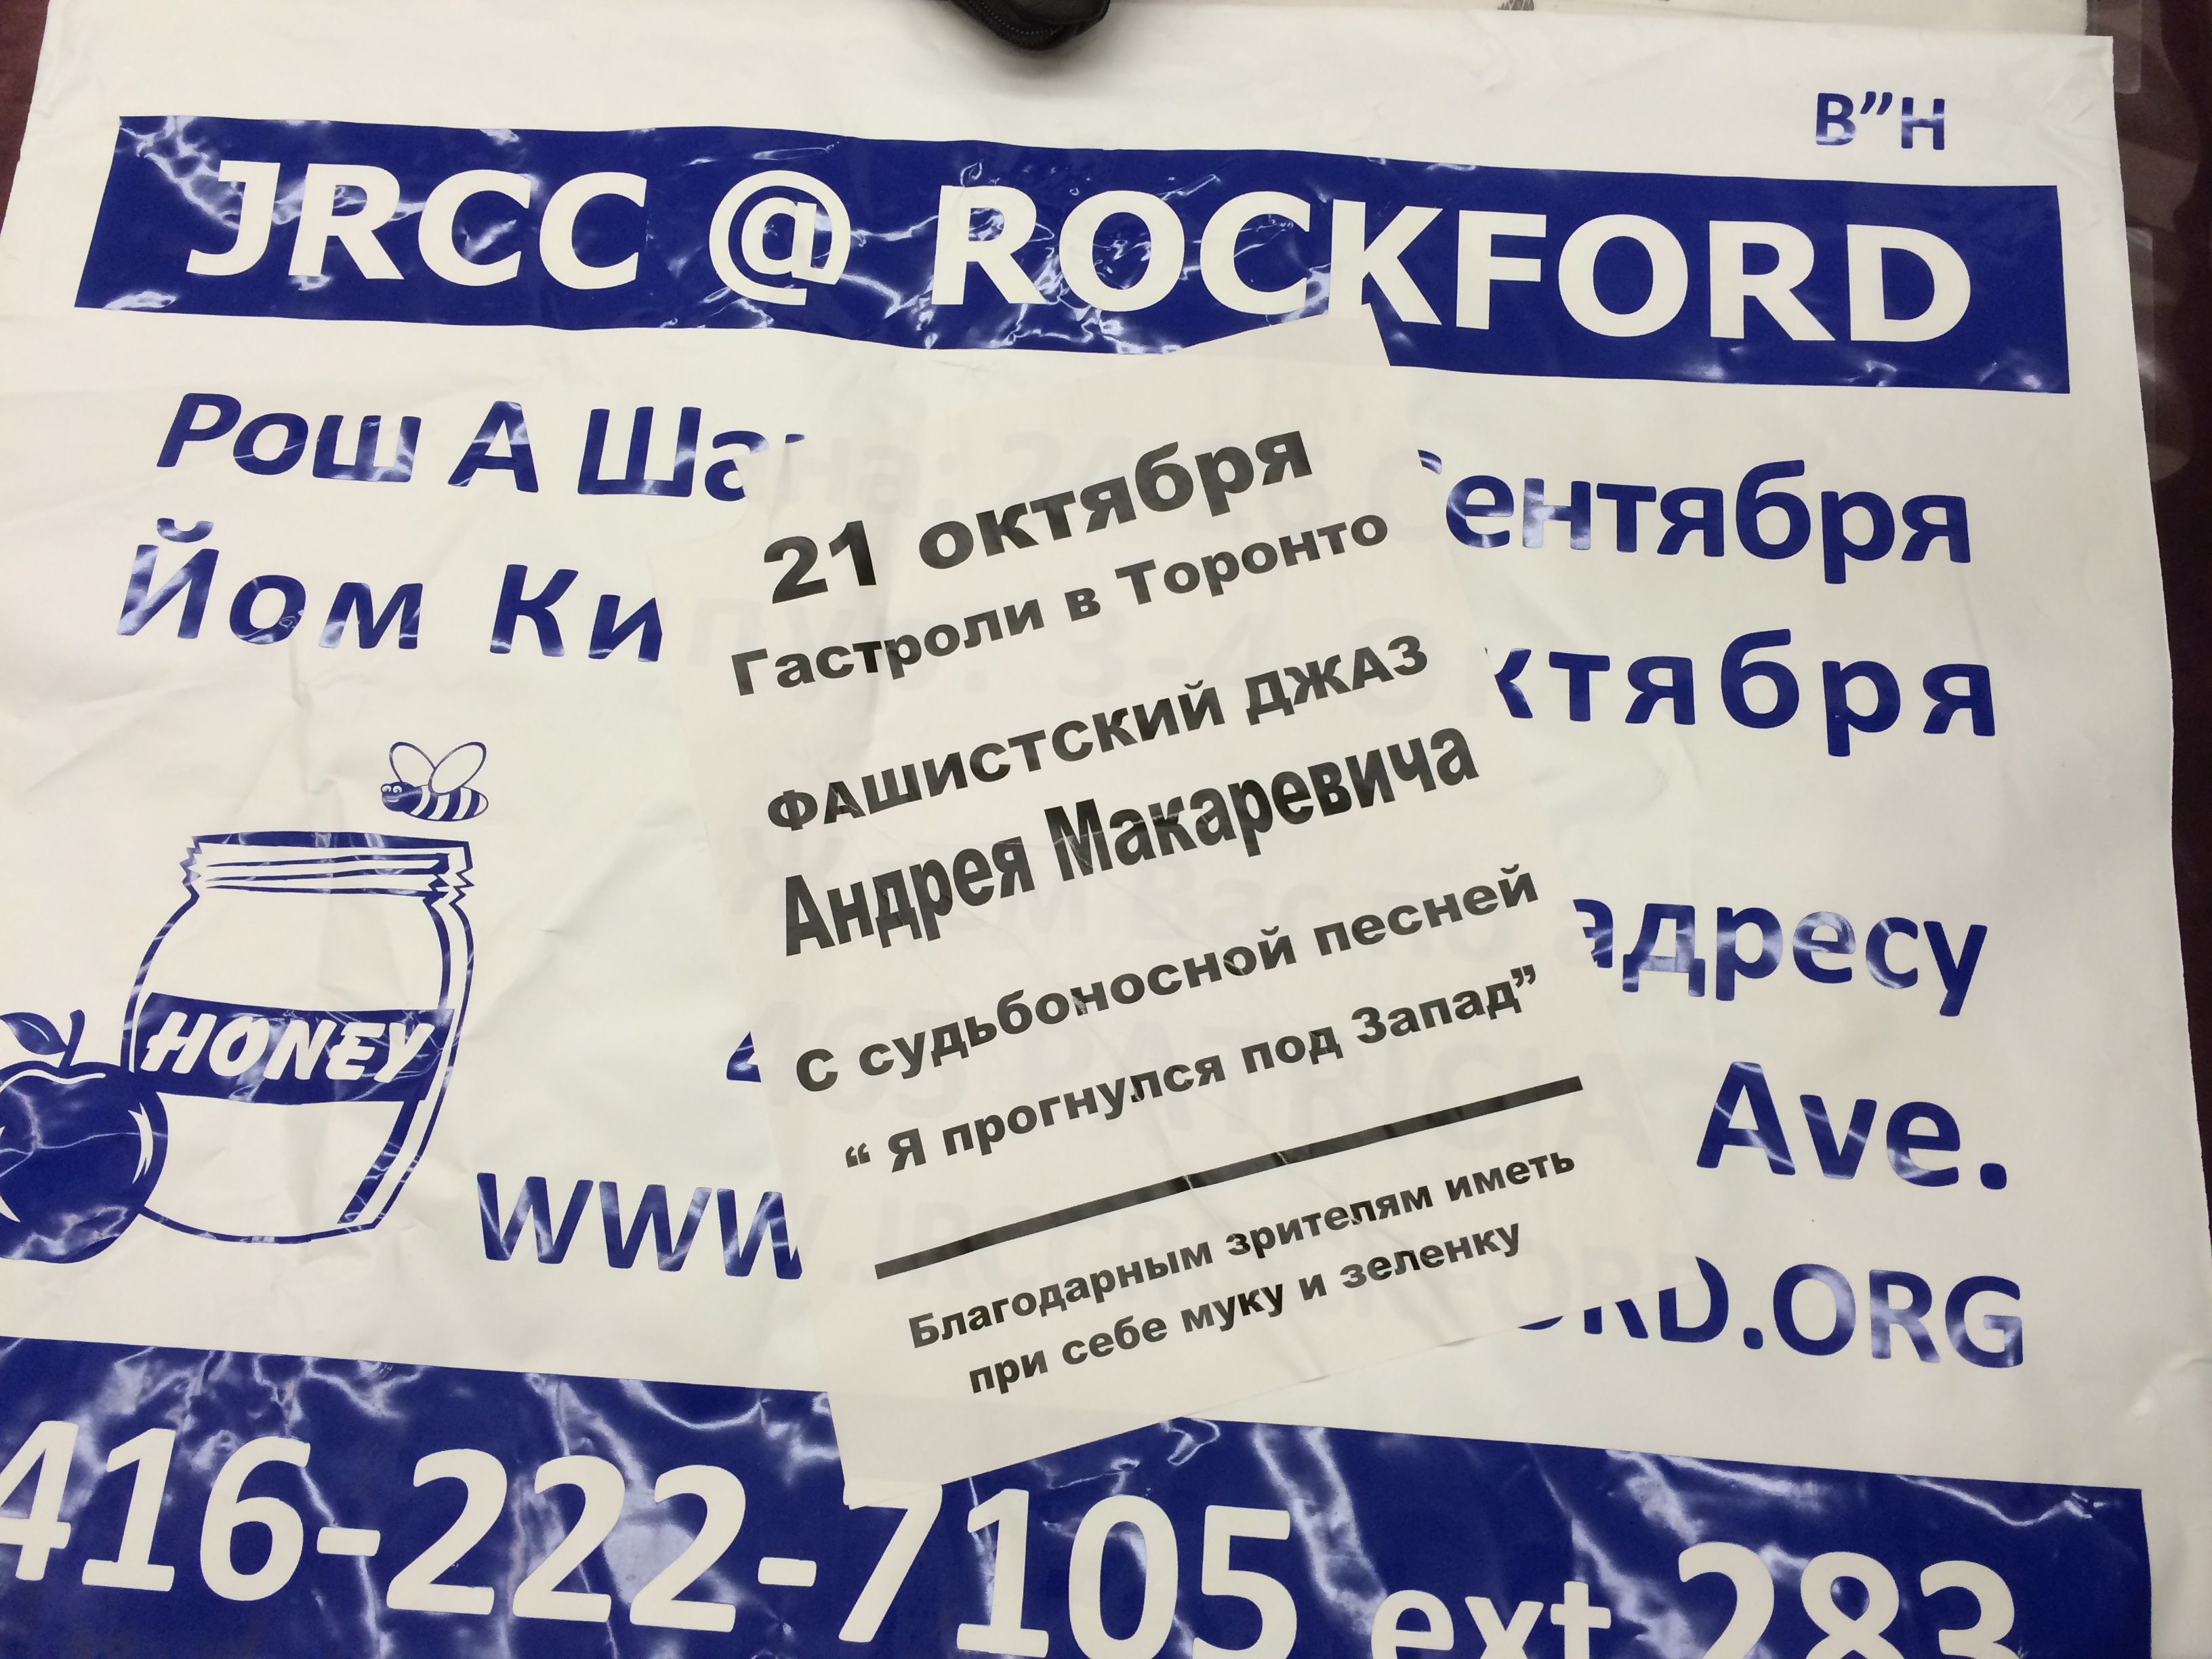 B”H
JRCC @ ROCKFORD
Рош А Ша
сентября
Йом Ки
ктября
21 октября
Гастроли в Торонто
ФАШИСТСКИЙ ДЖАЗ
Андрея Макаревича
С судьбоносной песней
“ Я прогнулся под Запад”
Благодарным зрителям иметь
при себе муку и зеленку
адресу
HONEY
Ave.
WWW
RD.ORG
416-222-7105 ext 283